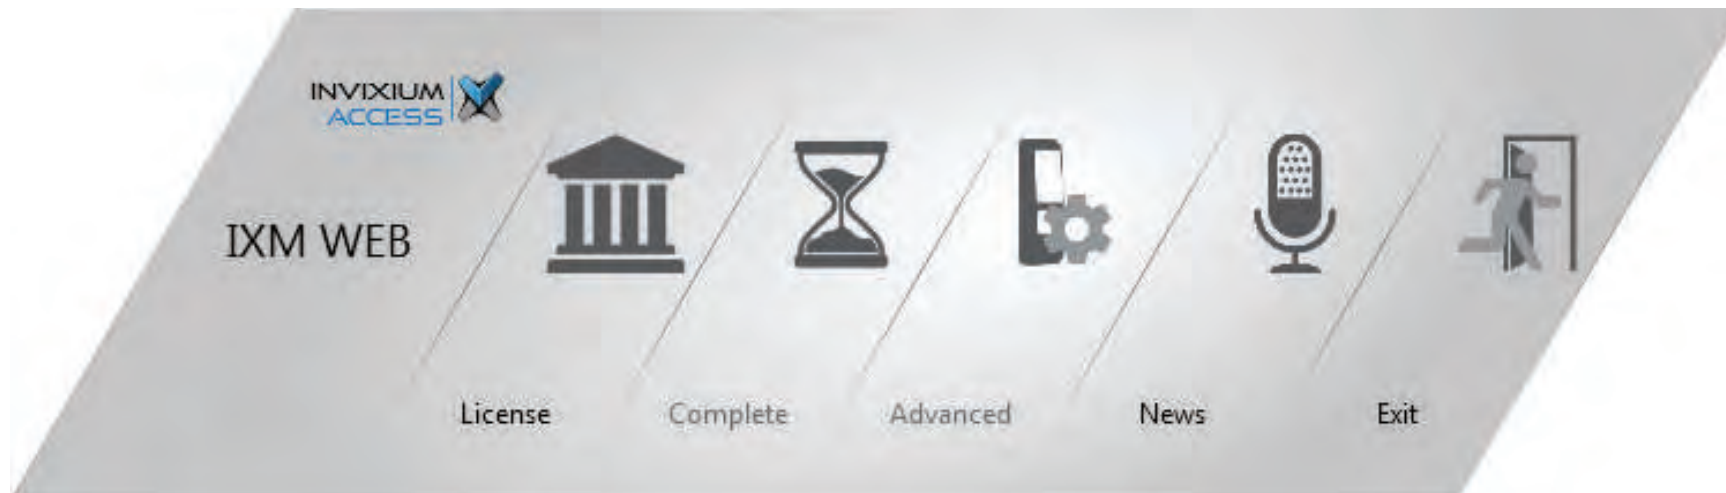 INVIXIUM
ACCESS
IXM WEB
License
Complete
Advanced
News
Exit